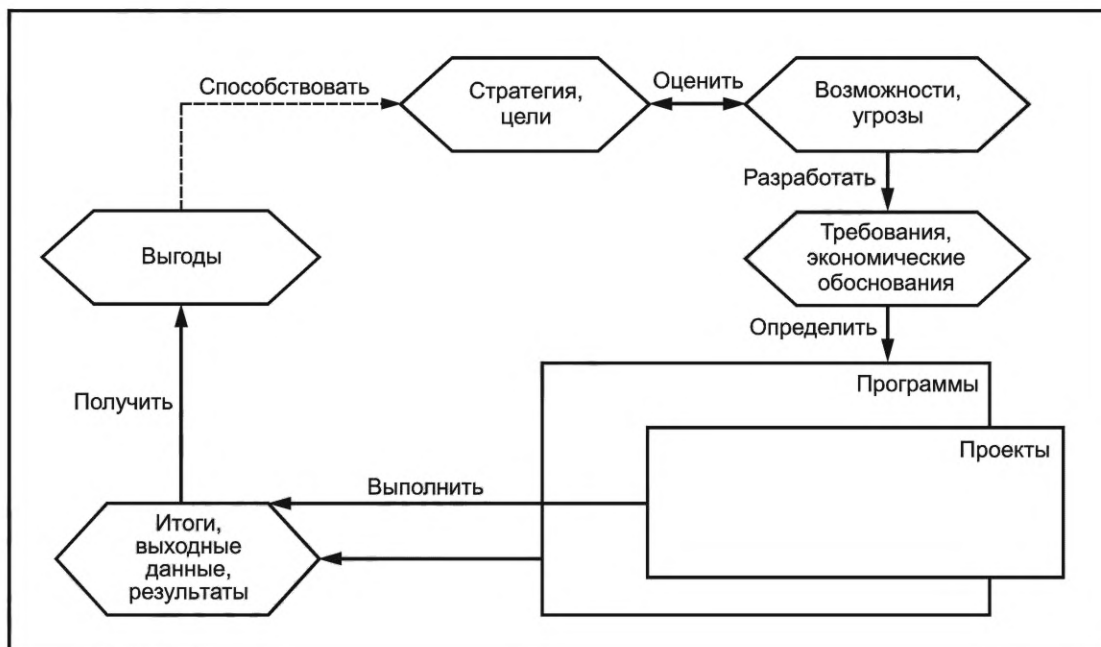 Способствовать
Стратегия,
цели
Оценить
Возможности,
угрозы
Разработать
Требования,
экономические
обоснования
Определить
Выгоды
Программы
Проекты
Получить
Выполнить
Итоги,
выходные
данные,
результаты